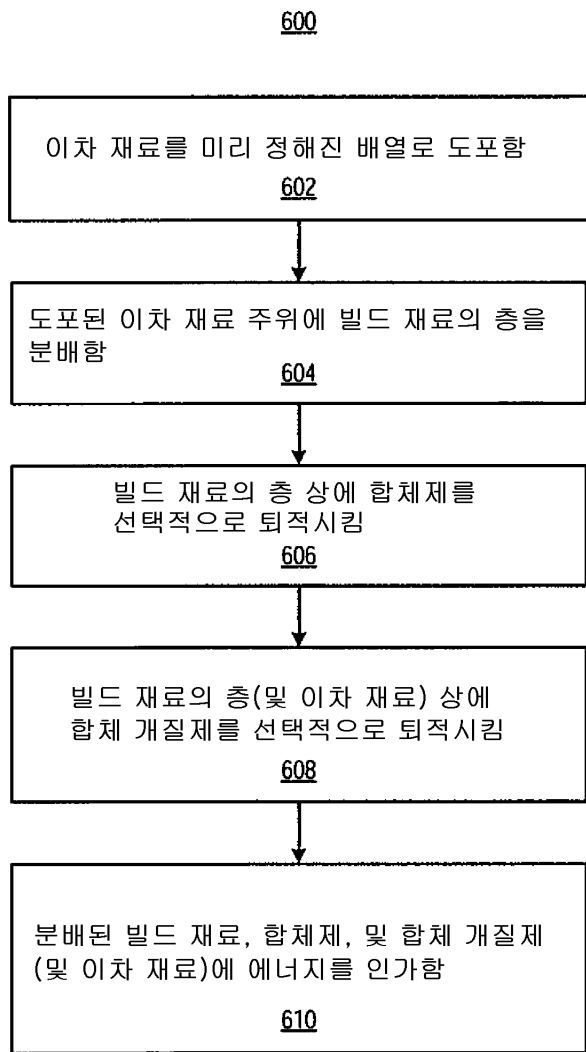 600
이차 재료를 미리 정해진 배열로 도포함
602
도포된 이차 재료 주위에 빌드 재료의 층을
분배함
604
빌드 재료의 층 상에 합체제를
선택적으로 퇴적시킴
606
빌드 재료의 층(및 이차 재료) 상에
합체 개질제를 선택적으로 퇴적시킴
608
분배된 빌드 재료, 합체제, 및 합체 개질제
(및 이차 재료)에 에너지를 인가함
610